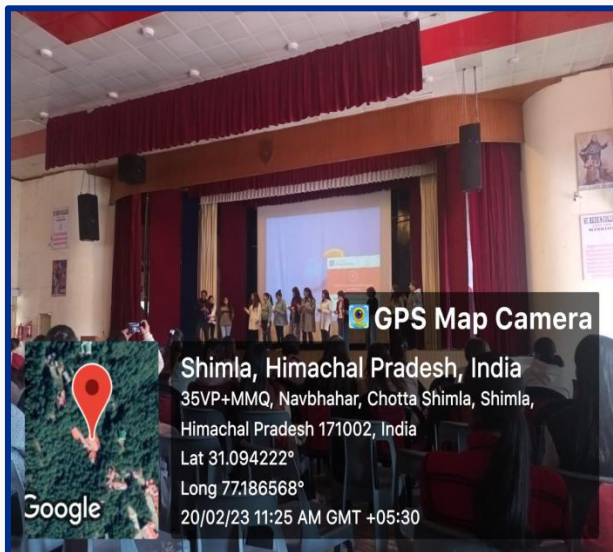 GPS Map Camera
Shimla, Himachal Pradesh, India
35VP+MMQ, Navbhahar, Chotta Shimla, Shimla,
Himachal Pradesh 171002, India
Lat 31.094222°
Long 77.186568°
20/02/23 11:25 AM GMT +05:30
Google